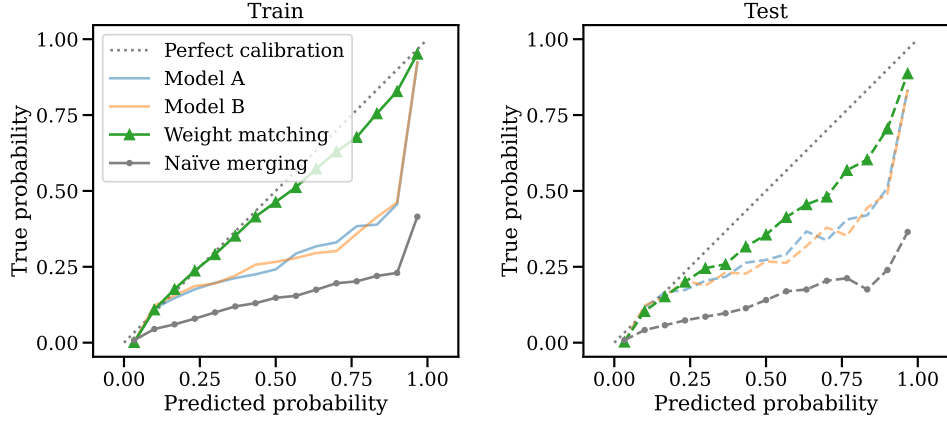 Train
1.00
0.75
0.50
0.25
0.00
True probability
Perfect calibration
Model A
Model B
Weight matching
Naïve merging
0.00 0.25 0.50 0.75 1.00
Predicted probability
Test
1.00
0.75
0.50
0.25
0.00
True probability
0.00 0.25 0.50 0.75 1.00
Predicted probability